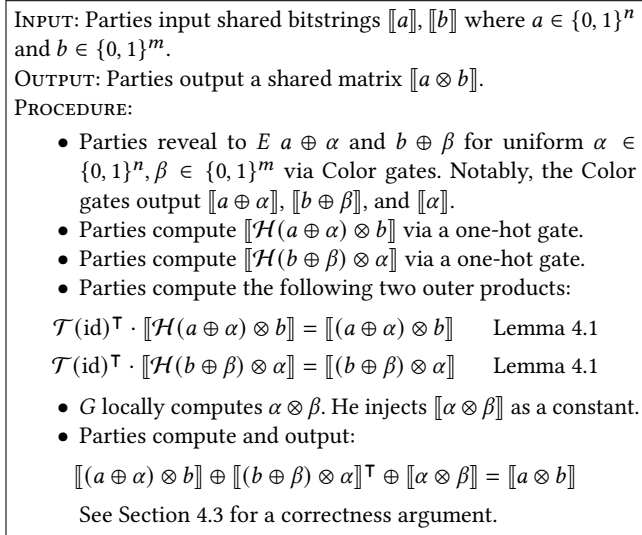 INPUT: Parties input shared bitstrings ⟦a⟧, ⟦b⟧ where a ∈ {0, 1}ⁿ
and b ∈ {0, 1}ᵐ.
OUTPUT: Parties output a shared matrix ⟦a ⊗ b⟧.
PROCEDURE:
• Parties reveal to E a ⊕ α and b ⊕ β for uniform α ∈
{0, 1}ⁿ, β ∈ {0, 1}ᵐ via Color gates. Notably, the Color
gates output ⟦a ⊕ α⟧, ⟦b ⊕ β⟧, and ⟦α⟧.
• Parties compute ⟦ℋ(a ⊕ α) ⊗ b⟧ via a one-hot gate.
• Parties compute ⟦ℋ(b ⊕ β) ⊗ α⟧ via a one-hot gate.
• Parties compute the following two outer products:
𝒯(id)ᵀ · ⟦ℋ(a ⊕ α) ⊗ b⟧ = ⟦(a ⊕ α) ⊗ b⟧ Lemma 4.1
𝒯(id)ᵀ · ⟦ℋ(b ⊕ β) ⊗ α⟧ = ⟦(b ⊕ β) ⊗ α⟧ Lemma 4.1
• G locally computes α ⊗ β. He injects ⟦α ⊗ β⟧ as a constant.
• Parties compute and output:
⟦(a ⊕ α) ⊗ b⟧ ⊕ ⟦(b ⊕ β) ⊗ α⟧ᵀ ⊕ ⟦α ⊗ β⟧ = ⟦a ⊗ b⟧
See Section 4.3 for a correctness argument.